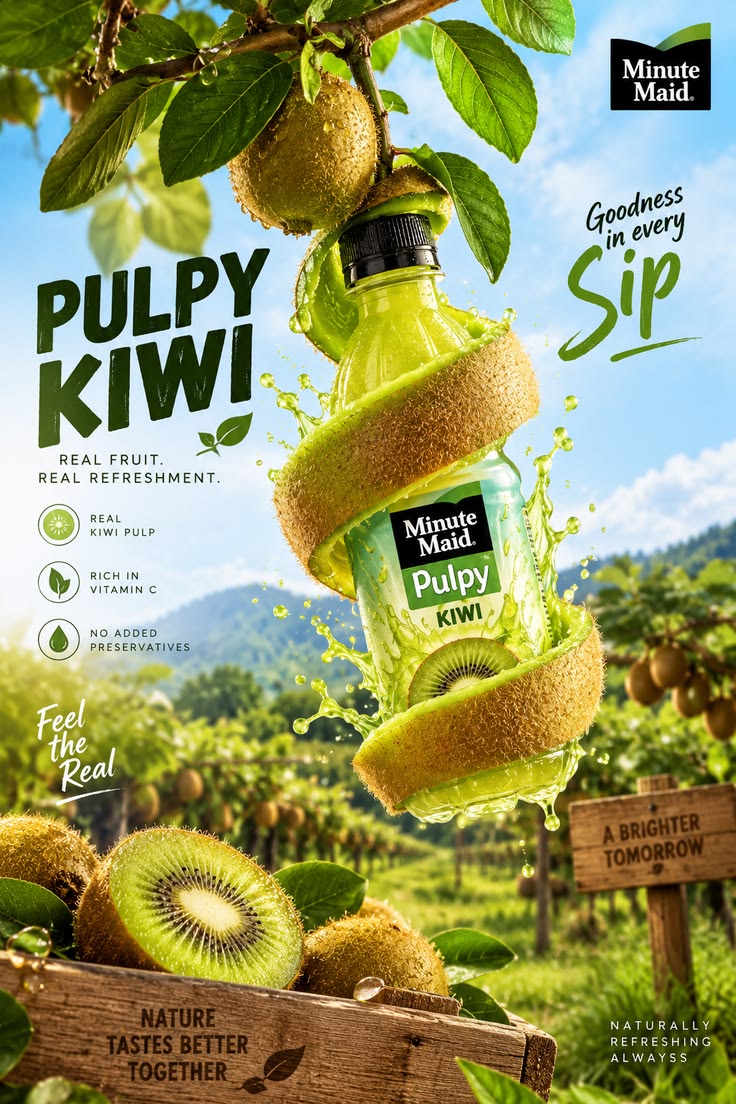 Minute
Maid
Goodness
in every
Sip
PULPY
KIWI
REAL FRUIT.
REAL REFRESHMENT.
REAL
KIWI PULP
RICH IN
VITAMIN C
NO ADDED
PRESERVATIVES
Minute
Maid
Pulpy
KIWI
Feel
the
Real
A BRIGHTER
TOMORROW
NATURE
TASTES BETTER
TOGETHER
NATURALLY
REFRESHING
ALWAYSS